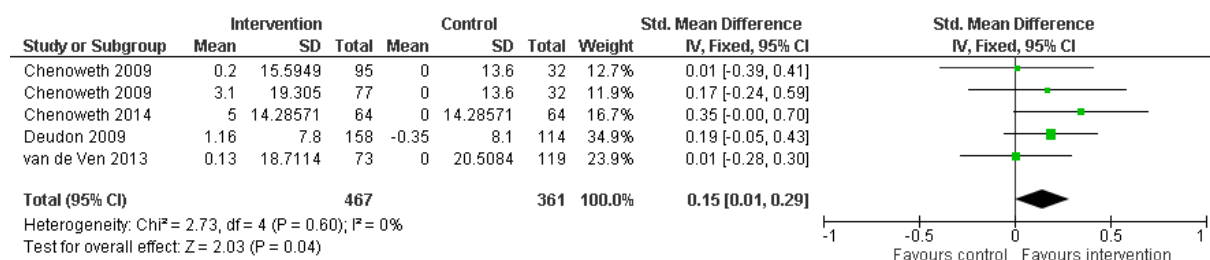 Intervention Control Std. Mean Difference Std. Mean Difference
Study or Subgroup Mean SD Total Mean SD Total Weight IV, Fixed, 95% CI IV, Fixed, 95% CI
Chenoweth 2009 0.2 15.5949 95 0 13.6 32 12.7% 0.01 [-0.39, 0.41]
Chenoweth 2009 3.1 19.305 77 0 13.6 32 11.9% 0.17 [-0.24, 0.59]
Chenoweth 2014 5 14.28571 64 0 14.28571 64 16.7% 0.35 [-0.00, 0.70]
Deudon 2009 1.16 7.8 158 -0.35 8.1 114 34.9% 0.19 [-0.05, 0.43]
van de Ven 2013 0.13 18.7114 73 0 20.5084 119 23.9% 0.01 [-0.28, 0.30]
Total (95% CI) 467 361 100.0% 0.15 [0.01, 0.29]
Heterogeneity: Chi² = 2.73, df = 4 (P = 0.60); I² = 0%
Test for overall effect: Z = 2.03 (P = 0.04)
-1 -0.5 0 0.5 1
Favours control Favours intervention